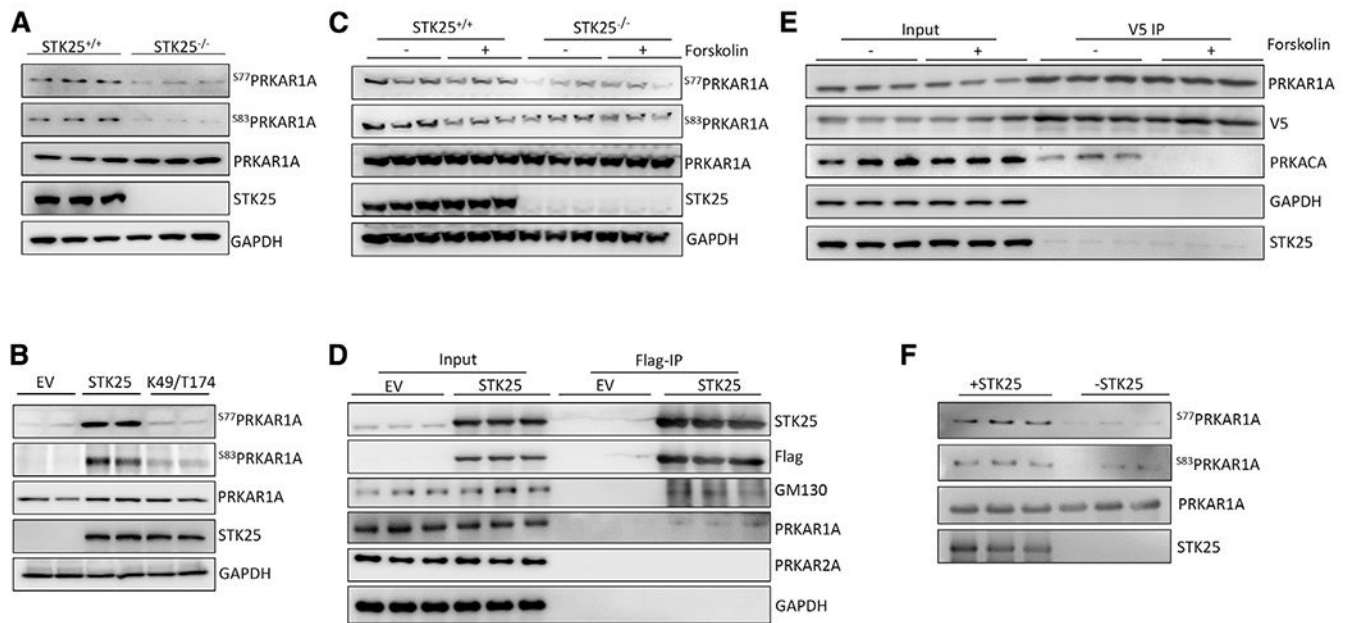 A
STK25+/+ STK25-/-
S77PRKAR1A
S83PRKAR1A
PRKAR1A
STK25
GAPDH
C
STK25+/+ STK25-/-
- + - + Forskolin
S77PRKAR1A
S83PRKAR1A
PRKAR1A
STK25
GAPDH
E
Input V5 IP
- + - + Forskolin
PRKAR1A
V5
PRKACA
GAPDH
STK25
B
EV STK25 K49/T174
S77PRKAR1A
S83PRKAR1A
PRKAR1A
STK25
GAPDH
D
Input Flag-IP
EV STK25 EV STK25
STK25
Flag
GM130
PRKAR1A
PRKAR2A
GAPDH
F
+STK25 -STK25
S77PRKAR1A
S83PRKAR1A
PRKAR1A
STK25